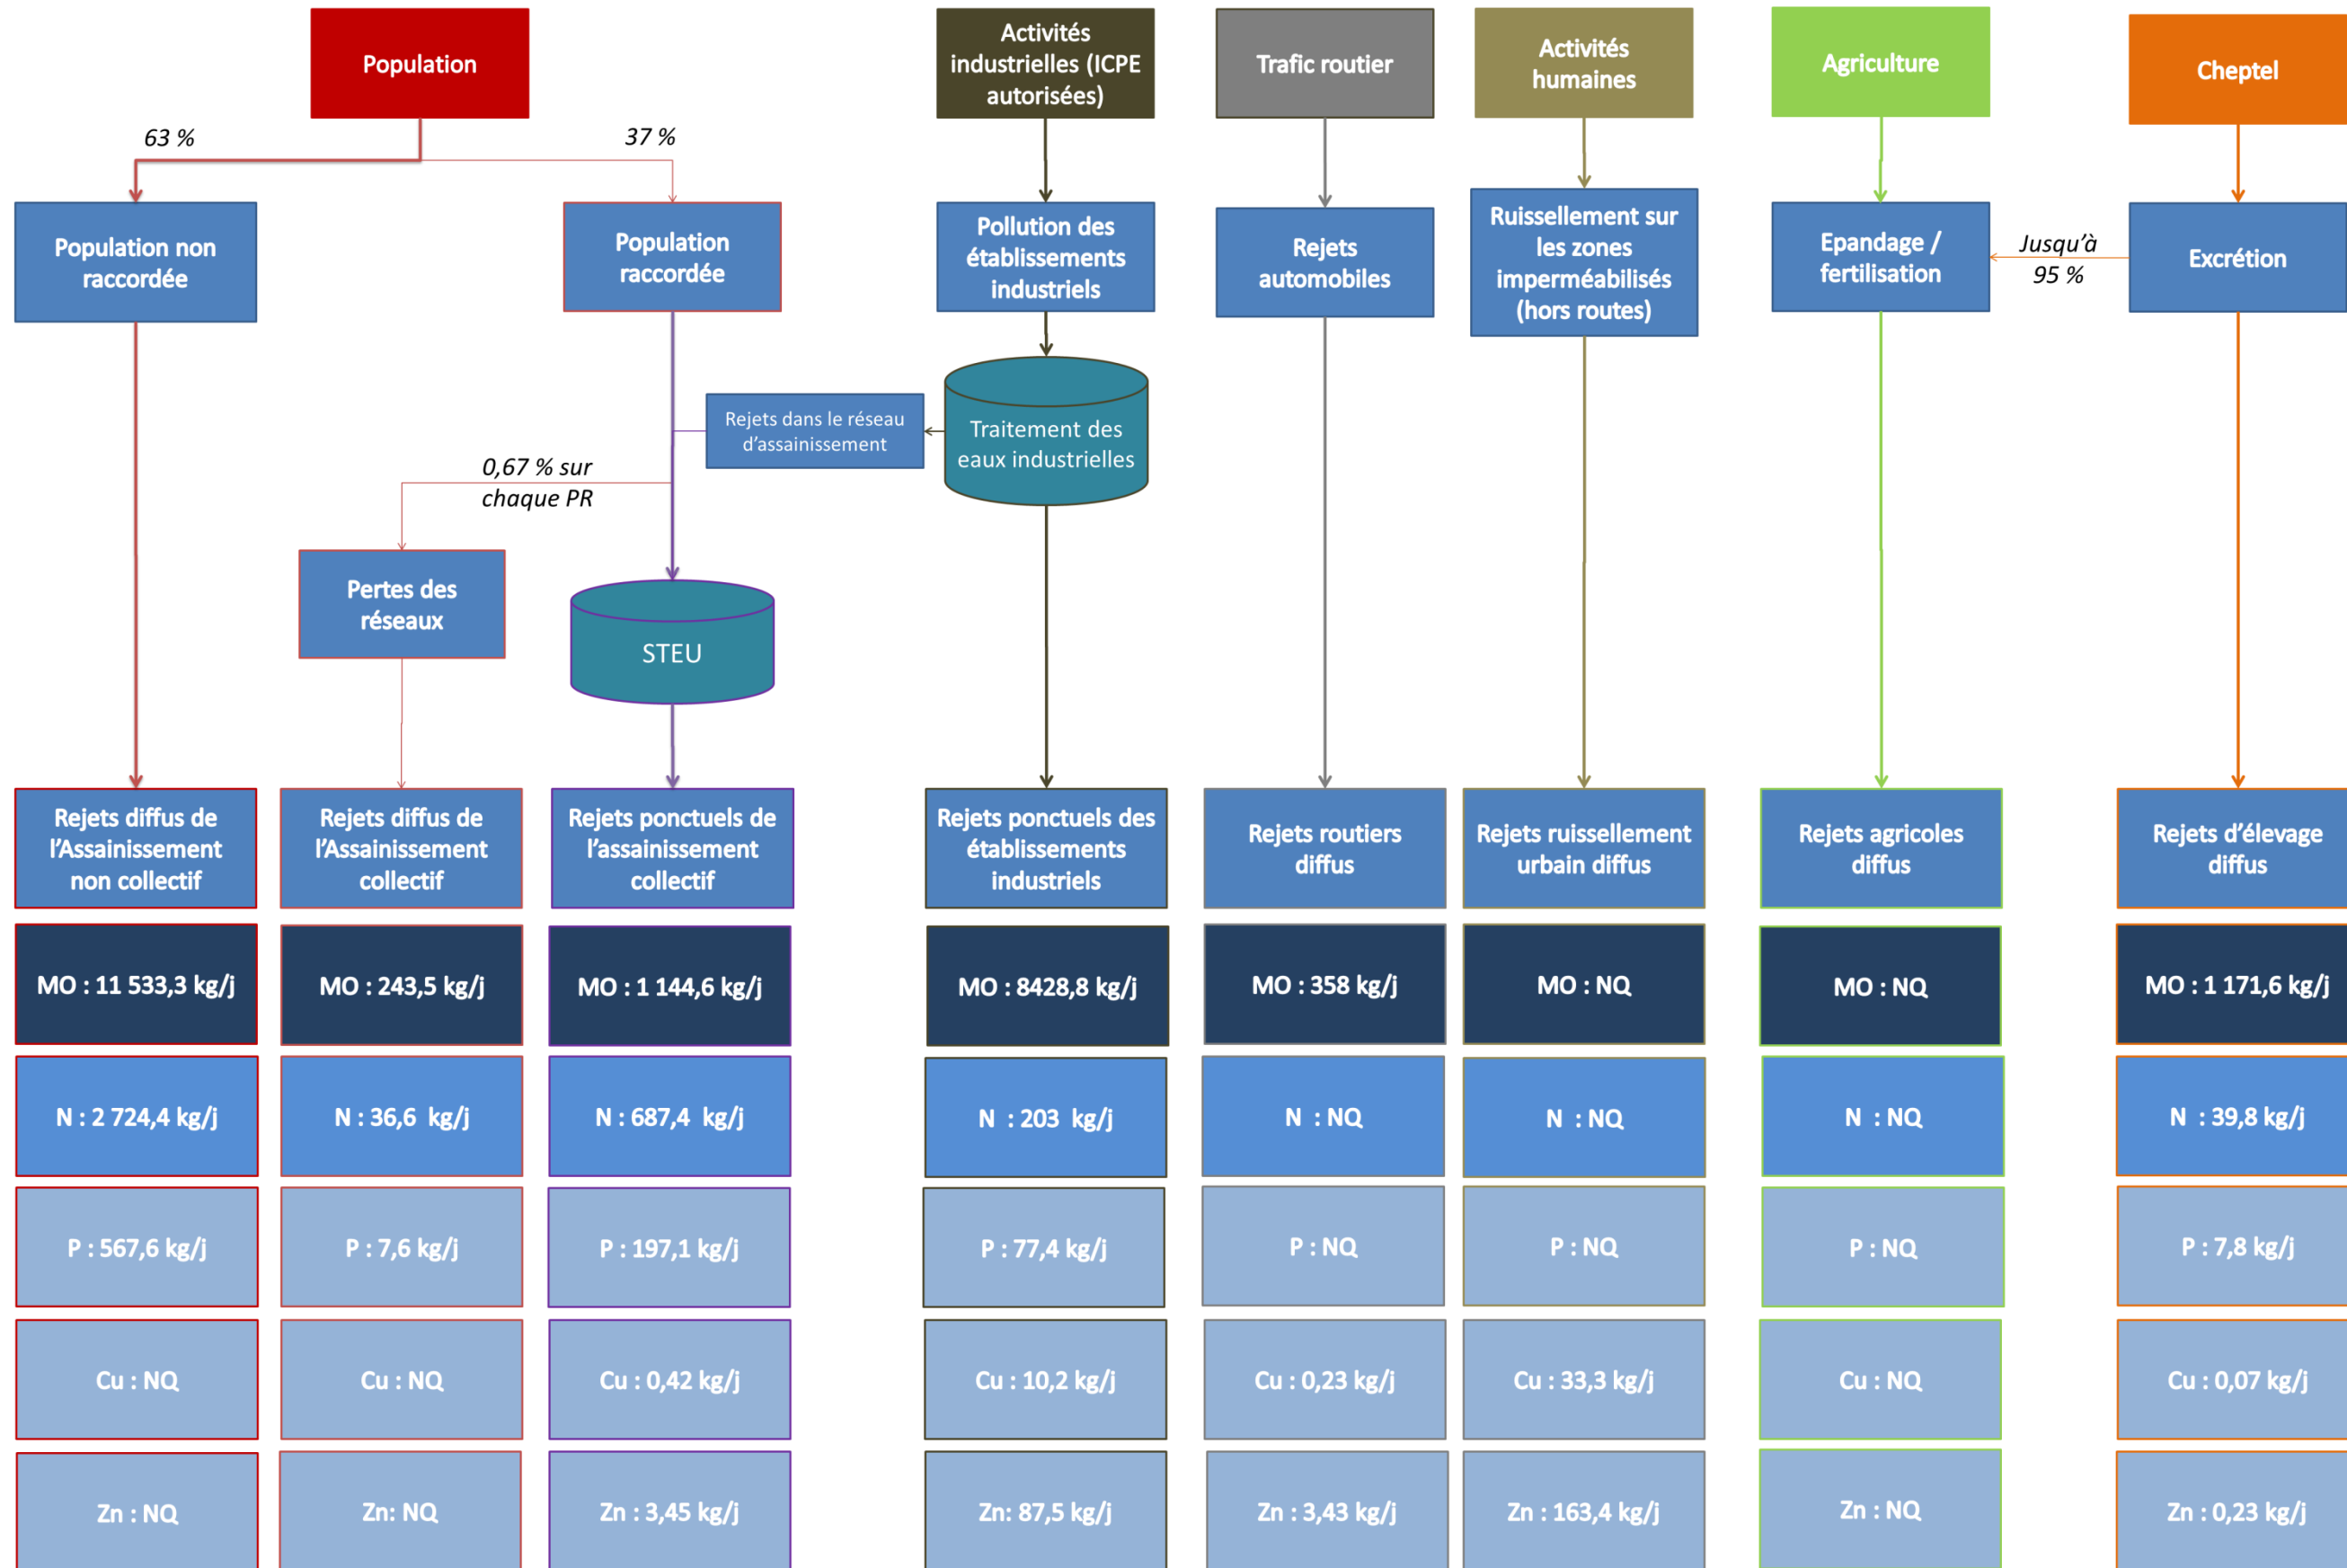 Population
Activités
industrielles (ICPE
autorisées)
Trafic routier
Activités
humaines
Agriculture
Cheptel
63 %
37 %
Population non
raccordée
Population
raccordée
Pollution des
établissements
industriels
Rejets
automobiles
Ruissellement sur
les zones
imperméabilisés
(hors routes)
Epandage /
fertilisation
Jusqu’à
95 %
Excrétion
Rejets dans le réseau
d’assainissement
Traitement des
eaux industrielles
0,67 % sur
chaque PR
Pertes des
réseaux
STEU
Rejets diffus de
l’Assainissement
non collectif
Rejets diffus de
l’Assainissement
collectif
Rejets ponctuels de
l’assainissement
collectif
Rejets ponctuels des
établissements
industriels
Rejets routiers
diffus
Rejets ruissellement
urbain diffus
Rejets agricoles
diffus
Rejets d’élevage
diffus
MO : 11 533,3 kg/j
MO : 243,5 kg/j
MO : 1 144,6 kg/j
MO : 8428,8 kg/j
MO : 358 kg/j
MO : NQ
MO : NQ
MO : 1 171,6 kg/j
N : 2 724,4 kg/j
N : 36,6 kg/j
N : 687,4 kg/j
N : 203 kg/j
N : NQ
N : NQ
N : NQ
N : 39,8 kg/j
P : 567,6 kg/j
P : 7,6 kg/j
P : 197,1 kg/j
P : 77,4 kg/j
P : NQ
P : NQ
P : NQ
P : 7,8 kg/j
Cu : NQ
Cu : NQ
Cu : 0,42 kg/j
Cu : 10,2 kg/j
Cu : 0,23 kg/j
Cu : 33,3 kg/j
Cu : NQ
Cu : 0,07 kg/j
Zn : NQ
Zn: NQ
Zn : 3,45 kg/j
Zn: 87,5 kg/j
Zn : 3,43 kg/j
Zn : 163,4 kg/j
Zn : NQ
Zn : 0,23 kg/j